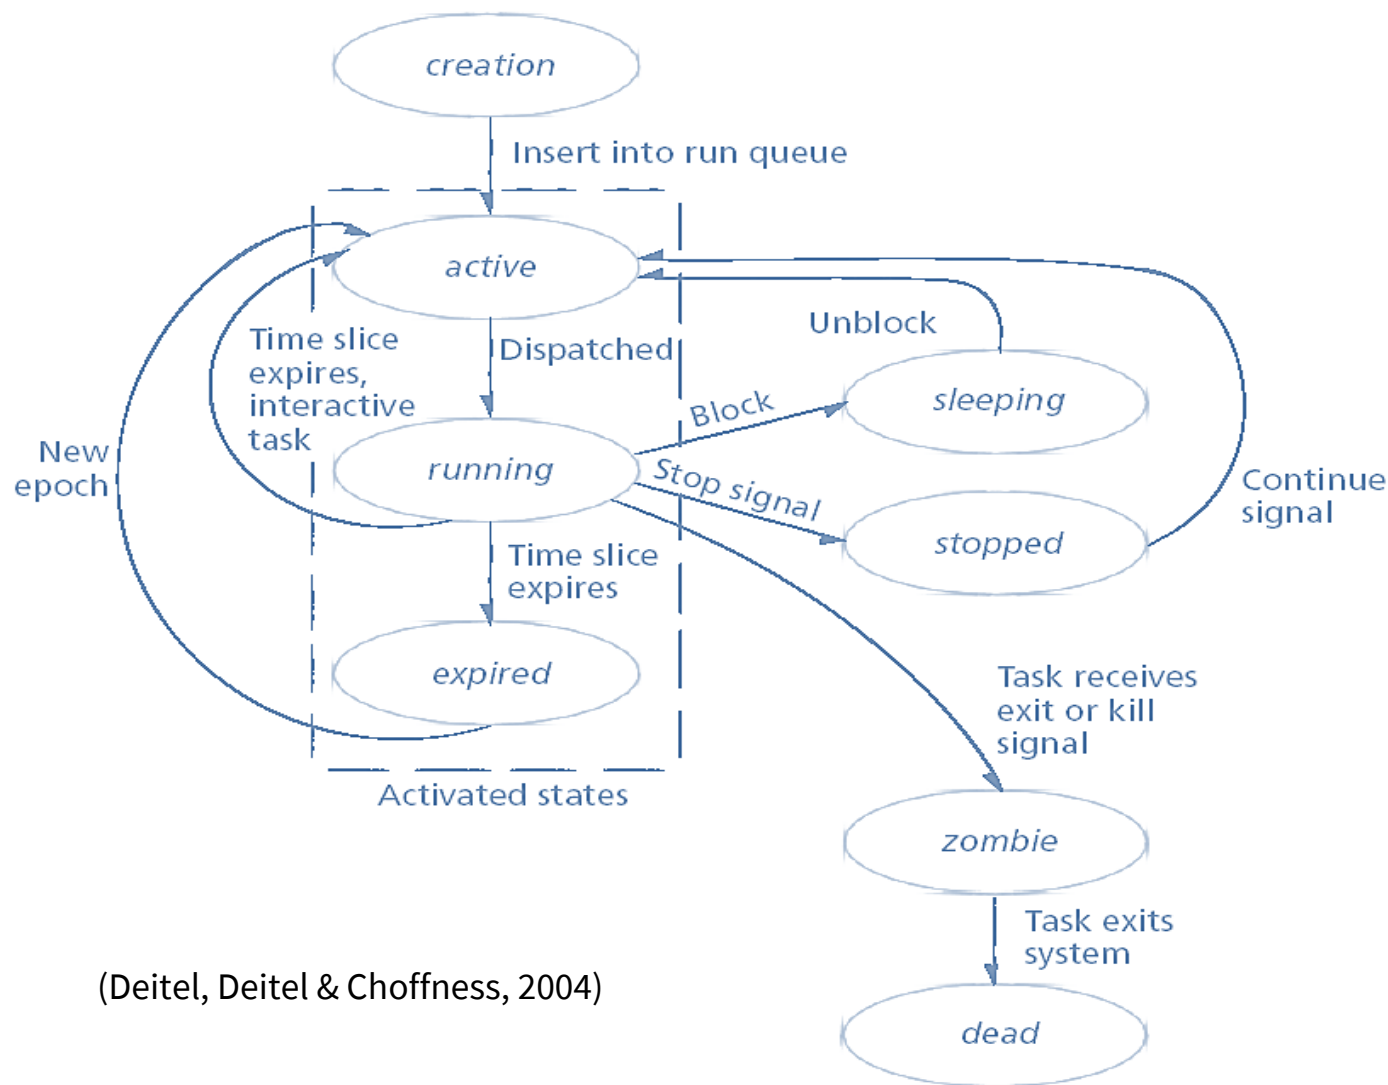 creation
Insert into run queue
active
Time slice
expires,
interactive
task
Dispatched
Unblock
sleeping
Block
New
epoch
running
Stop signal
Continue
signal
stopped
Time slice
expires
expired
Task receives
exit or kill
signal
Activated states
zombie
Task exits
system
(Deitel, Deitel & Choffness, 2004)
dead